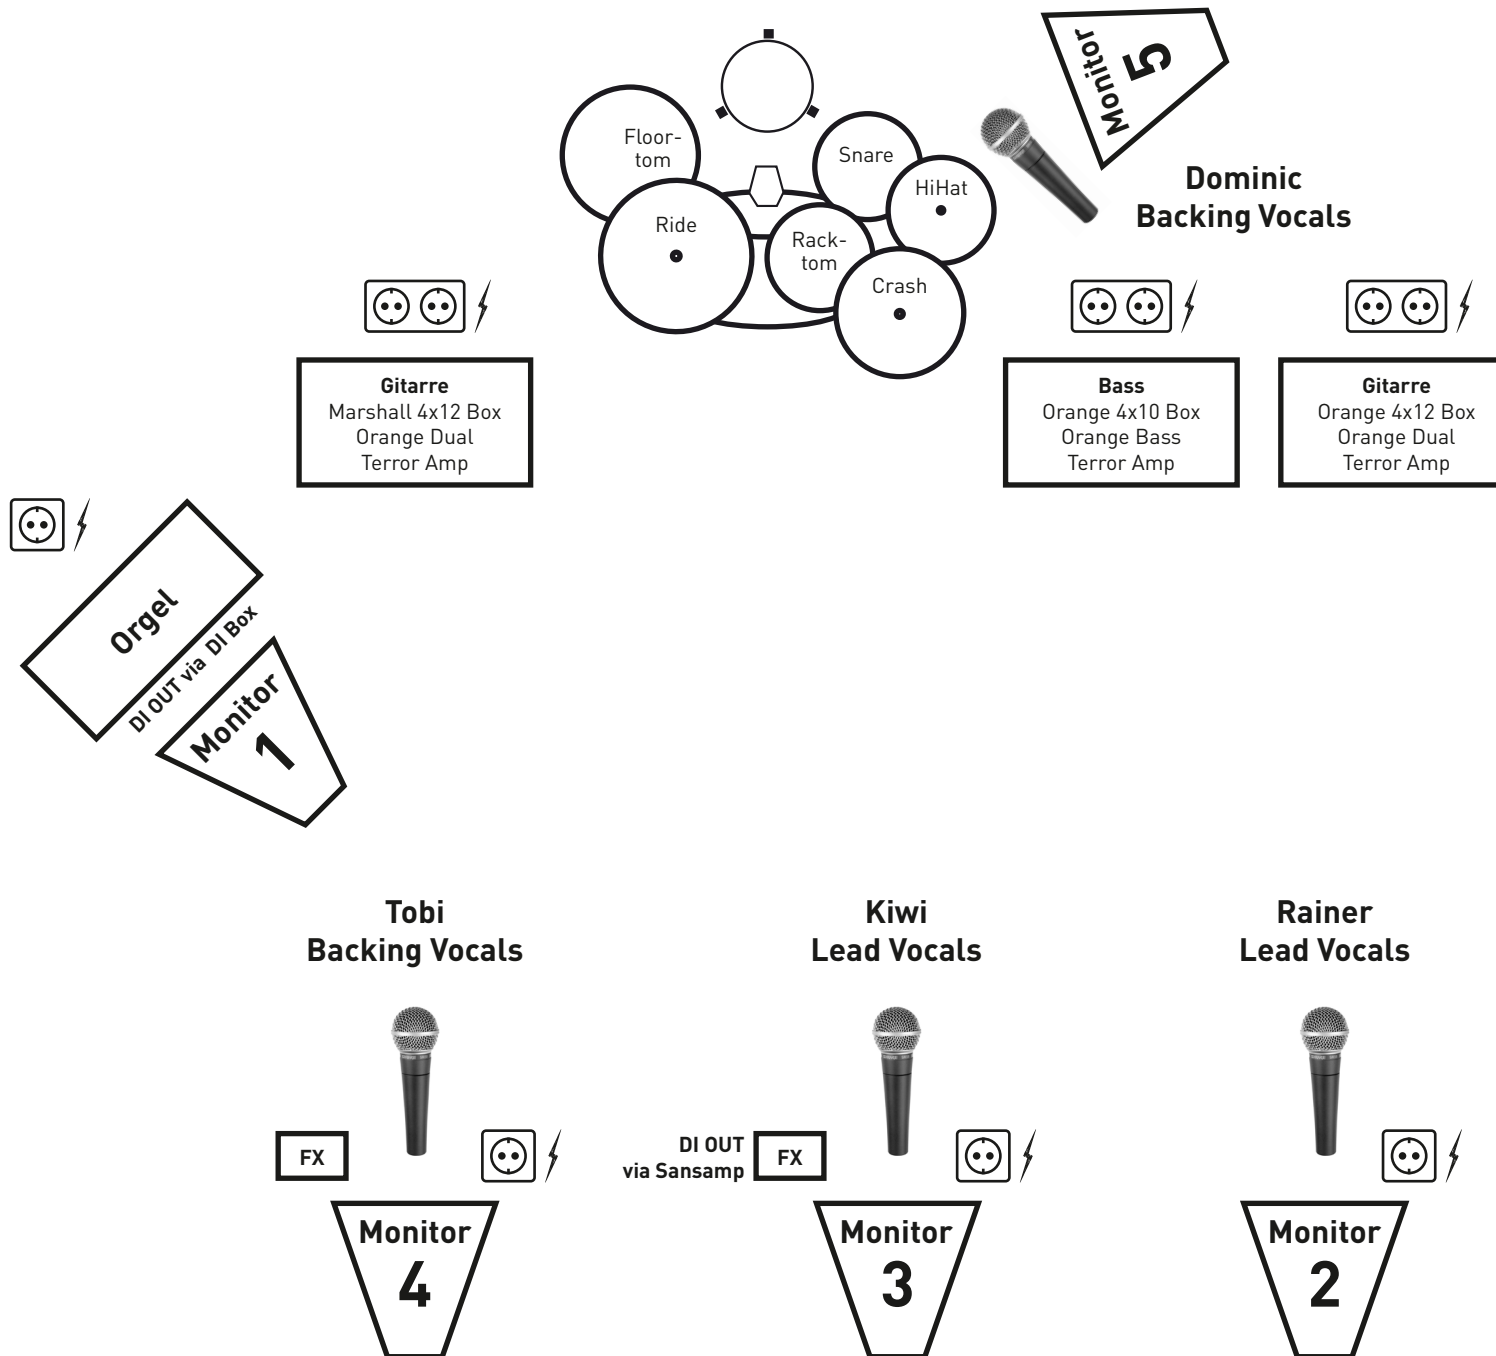 Monitor
5
Floor-
tom
Snare
HiHat
Ride
Rack-
tom
Crash
Dominic
Backing Vocals
Gitarre
Marshall 4x12 Box
Orange Dual
Terror Amp
Bass
Orange 4x10 Box
Orange Bass
Terror Amp
Gitarre
Orange 4x12 Box
Orange Dual
Terror Amp
Orgel
DI OUT via DI Box
Monitor
1
Tobi
Backing Vocals
Kiwi
Lead Vocals
Rainer
Lead Vocals
FX
DI OUT
via Sansamp
FX
Monitor
4
Monitor
3
Monitor
2